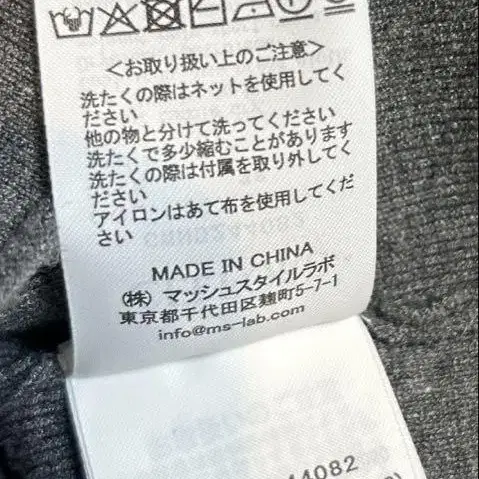 <お取り扱い上のご注意>
洗たくの際はネットを使用してく
ださい
他の物と分けて洗ってください
洗たくで多少縮むことがあります
洗たくの際は付属を取り外してく
ださい
アイロンはあて布を使用してくだ
さい
MADE IN CHINA
(株) マッシュスタイルラボ
東京都千代田区麹町5-7-1
info@ms-lab.com
44082